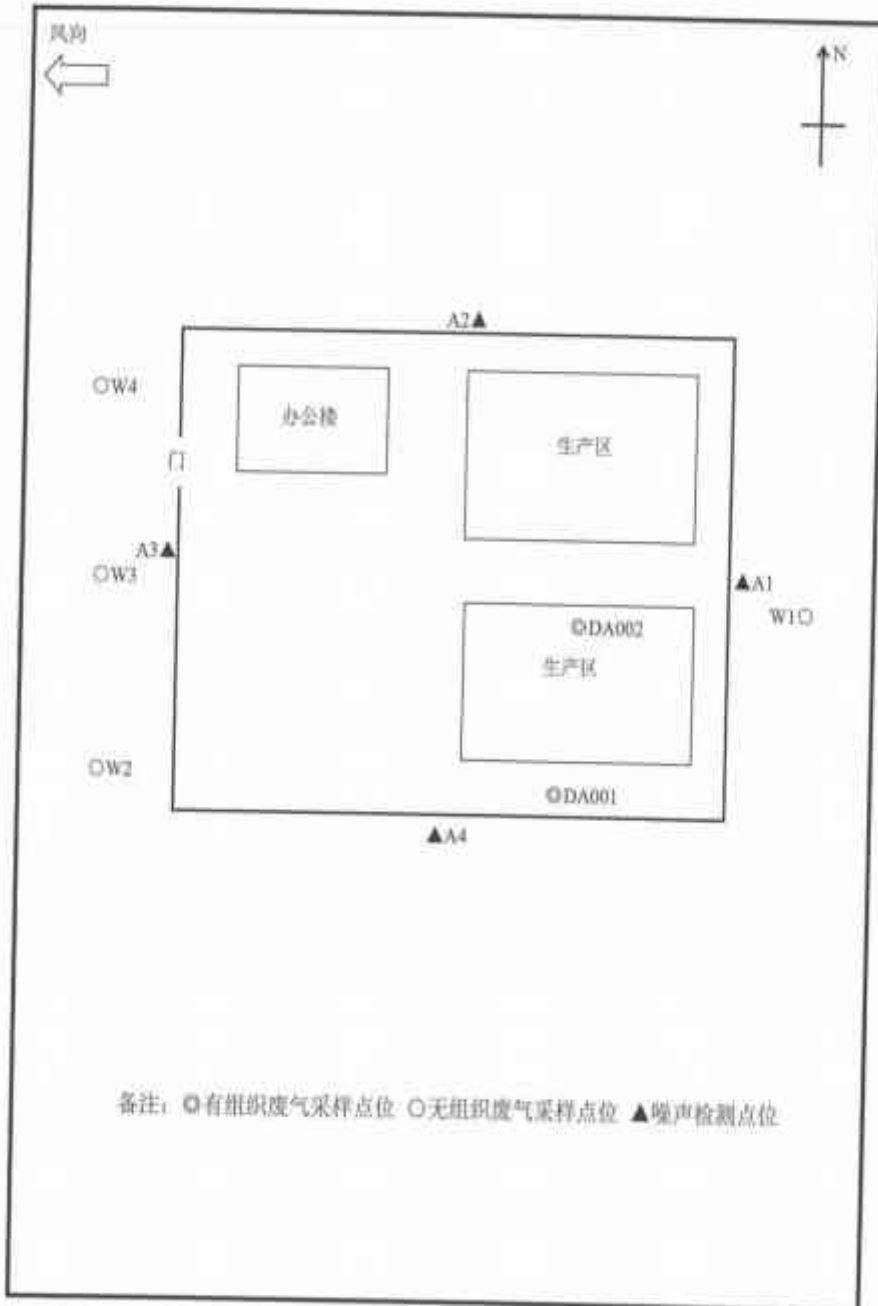 风向
N
A2▲
○W4
办公楼
生产区
门
A3▲
○W3
▲A1
W1○
◎DA002
生产区
○W2
◎DA001
▲A4
备注：◎有组织废气采样点位 ○无组织废气采样点位 ▲噪声检测点位